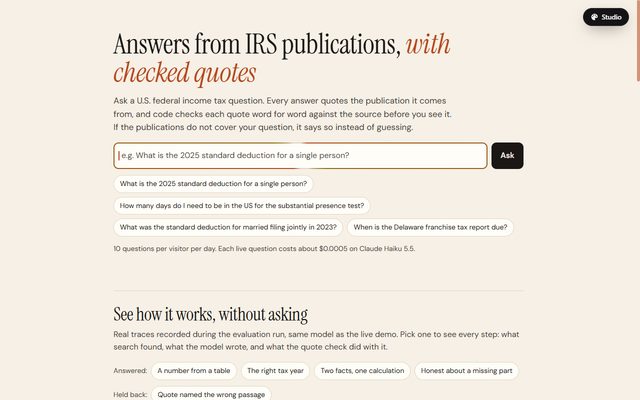 Studio
Answers from IRS publications, with
checked quotes
Ask a U.S. federal income tax question. Every answer quotes the publication it comes
from, and code checks each quote word for word against the source before you see it.
If the publications do not cover your question, it says so instead of guessing.
e.g. What is the 2025 standard deduction for a single person?
Ask
What is the 2025 standard deduction for a single person?
How many days do I need to be in the US for the substantial presence test?
What was the standard deduction for married filing jointly in 2023?
When is the Delaware franchise tax report due?
10 questions per visitor per day. Each live question costs about $0.0005 on Claude Haiku 5.5.
See how it works, without asking
Real traces recorded during the evaluation run, same model as the live demo. Pick one to see every step: what
search found, what the model wrote, and what the quote check did with it.
Answered: A number from a table The right tax year Two facts, one calculation Honest about a missing part
Held back: Quote named the wrong passage